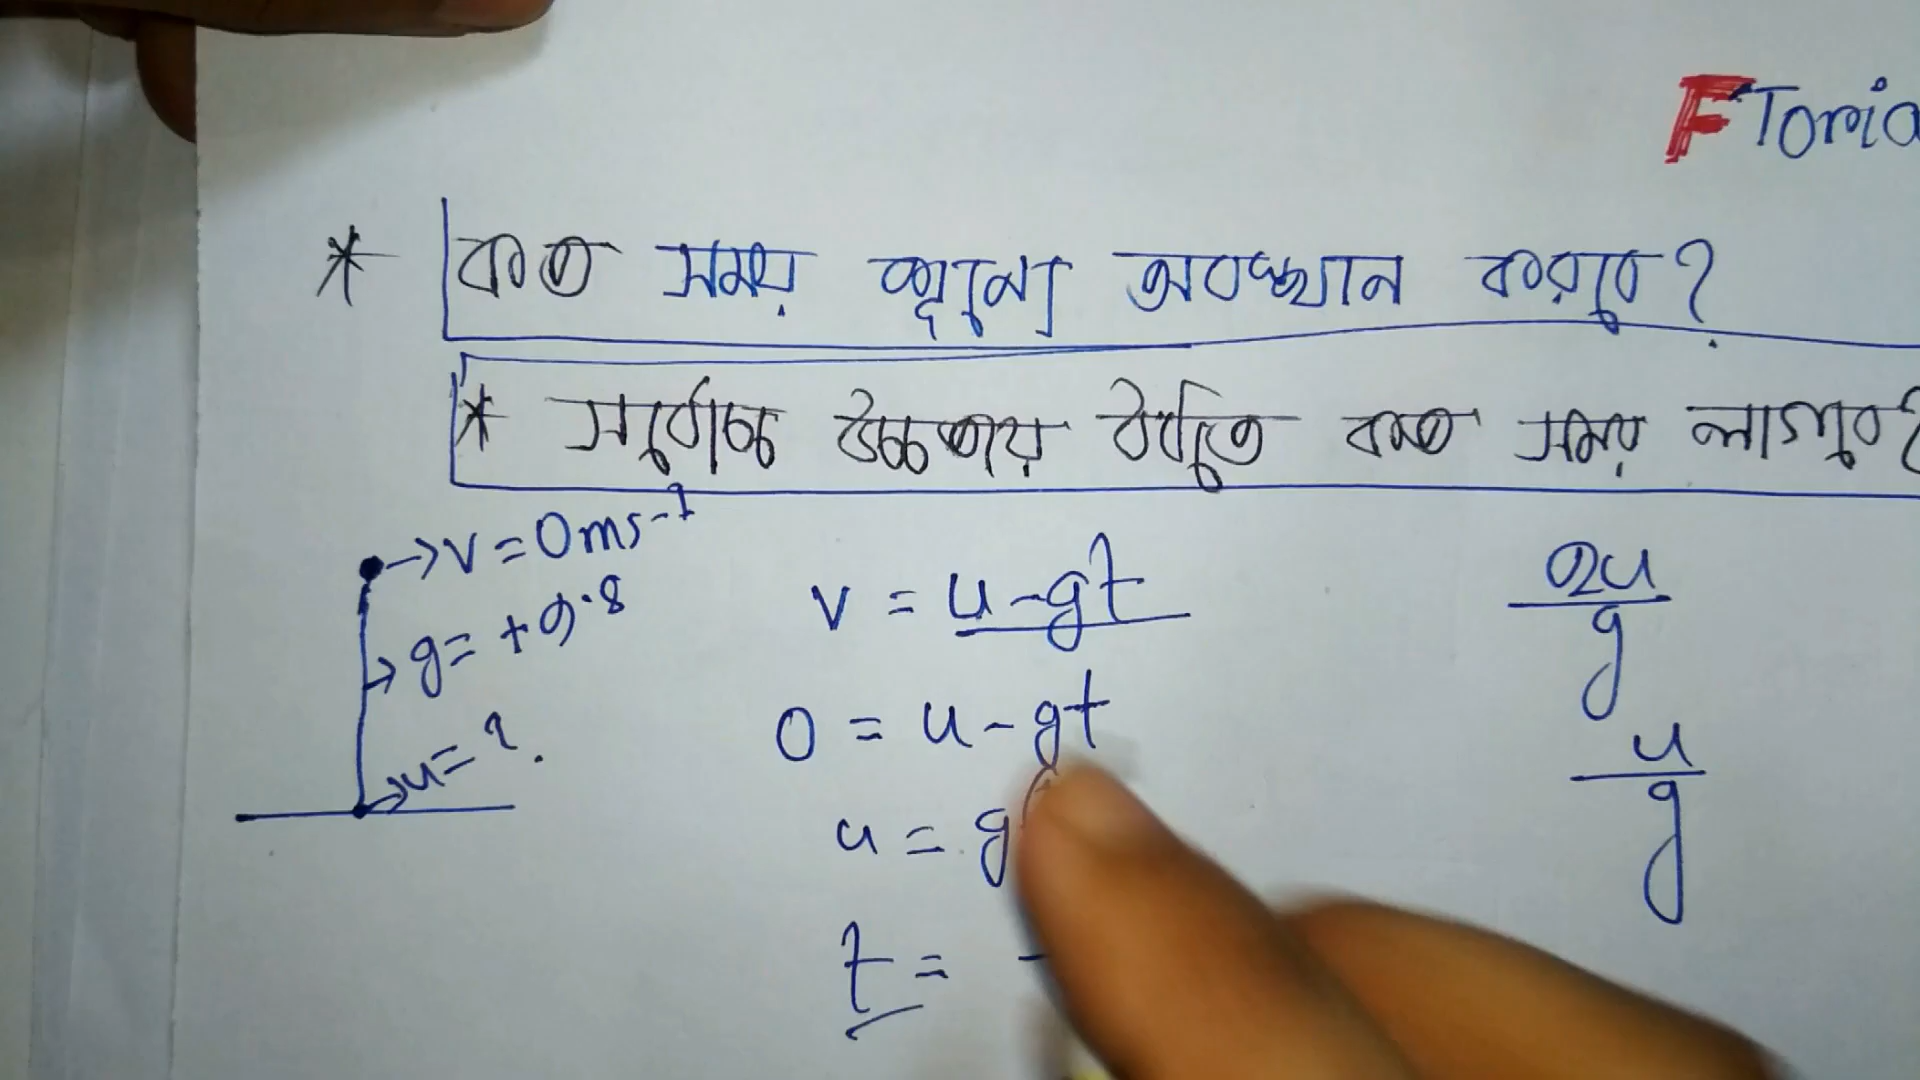 FToria
* কত সময় শূন্যে অবস্থান করবে?
* সর্বোচ্চ উচ্চতায় উঠতে কত সময় লাগবে?
→v=0ms-1
g=+9.8
u=?.
v = u-gt
0 = u-gt
u = g
t =
2u
g
u
g